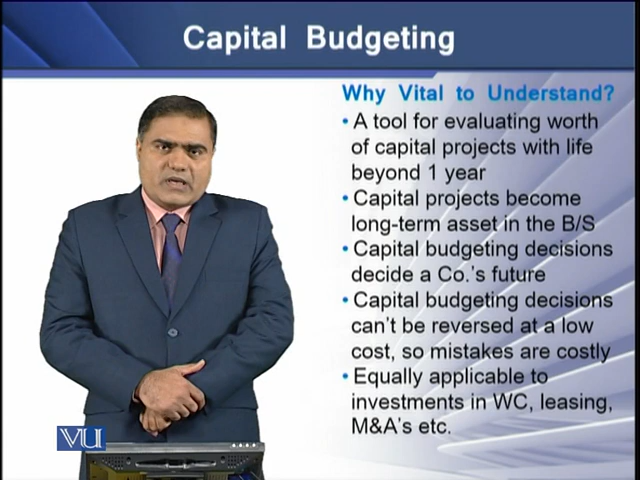 Capital Budgeting
Why Vital to Understand?
• A tool for evaluating worth
of capital projects with life
beyond 1 year
• Capital projects become
long-term asset in the B/S
• Capital budgeting decisions
decide a Co.'s future
• Capital budgeting decisions
can't be reversed at a low
cost, so mistakes are costly
• Equally applicable to
investments in WC, leasing,
M&A's etc.
VU